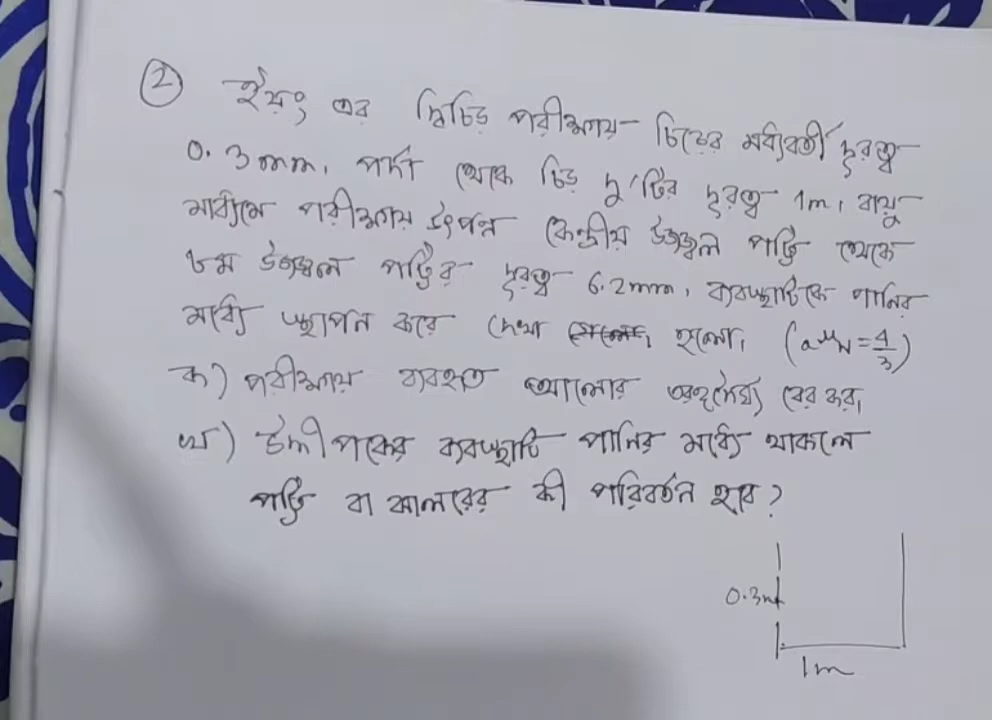 ② ইয়ং এর দ্বিচিড় পরীক্ষায় চিড়ের মধ্যবর্তী দূরত্ব
0.3mm, পর্দা থেকে চিড় দু'টির দূরত্ব 1m, বায়ু
মাধ্যমে পরীক্ষায় উৎপন্ন কেন্দ্রীয় উজ্জ্বল পট্টি থেকে
৩য় উজ্জ্বল পট্টির দূরত্ব 6.2mm, ব্যবস্থাটিকে পানির
মধ্যে স্থাপন করে দেখা হলো। (aμw=4/3)
ক) পরীক্ষায় ব্যবহৃত আলোর তরঙ্গদৈর্ঘ্য বের কর।
খ) উদ্দীপকের ব্যবস্থাটি পানির মধ্যে থাকলে
পট্টি বা ঝালরের কী পরিবর্তন হবে?
0.3m
1m